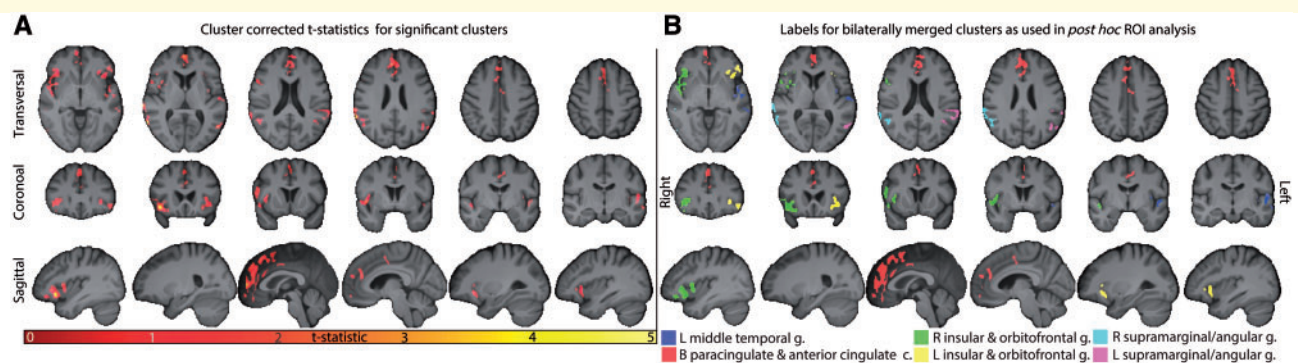 A
Cluster corrected t-statistics for significant clusters
Transversal
Coronoal
Sagittal
0 1 2 3 4 5
t-statistic
B
Labels for bilaterally merged clusters as used in post hoc ROI analysis
Right
Left
L middle temporal g.
B paracingulate & anterior cingulate c.
R insular & orbitofrontal g.
L insular & orbitofrontal g.
R supramarginal/angular g.
L supramarginal/angular g.